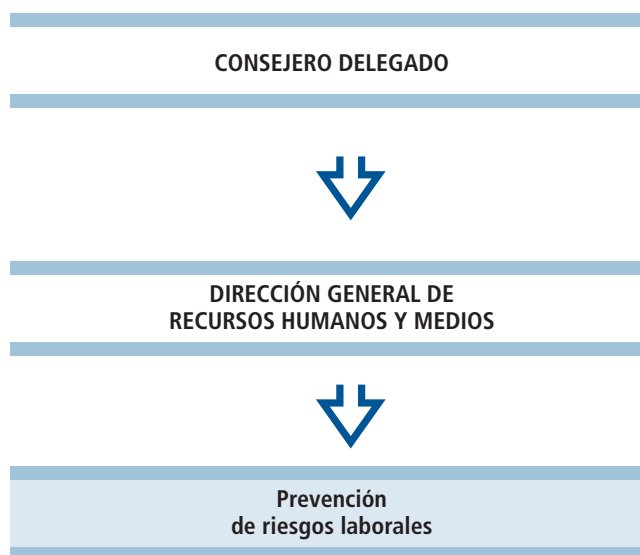 CONSEJERO DELEGADO
DIRECCIÓN GENERAL DE
RECURSOS HUMANOS Y MEDIOS
Prevención
de riesgos laborales